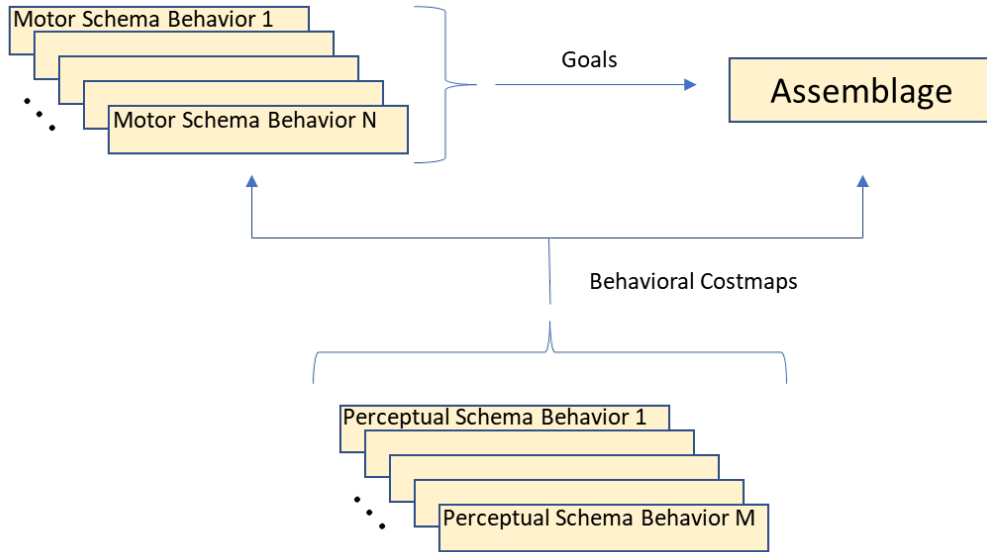 Motor Schema Behavior 1
Motor Schema Behavior N
Goals
Assemblage
Behavioral Costmaps
Perceptual Schema Behavior 1
Perceptual Schema Behavior M